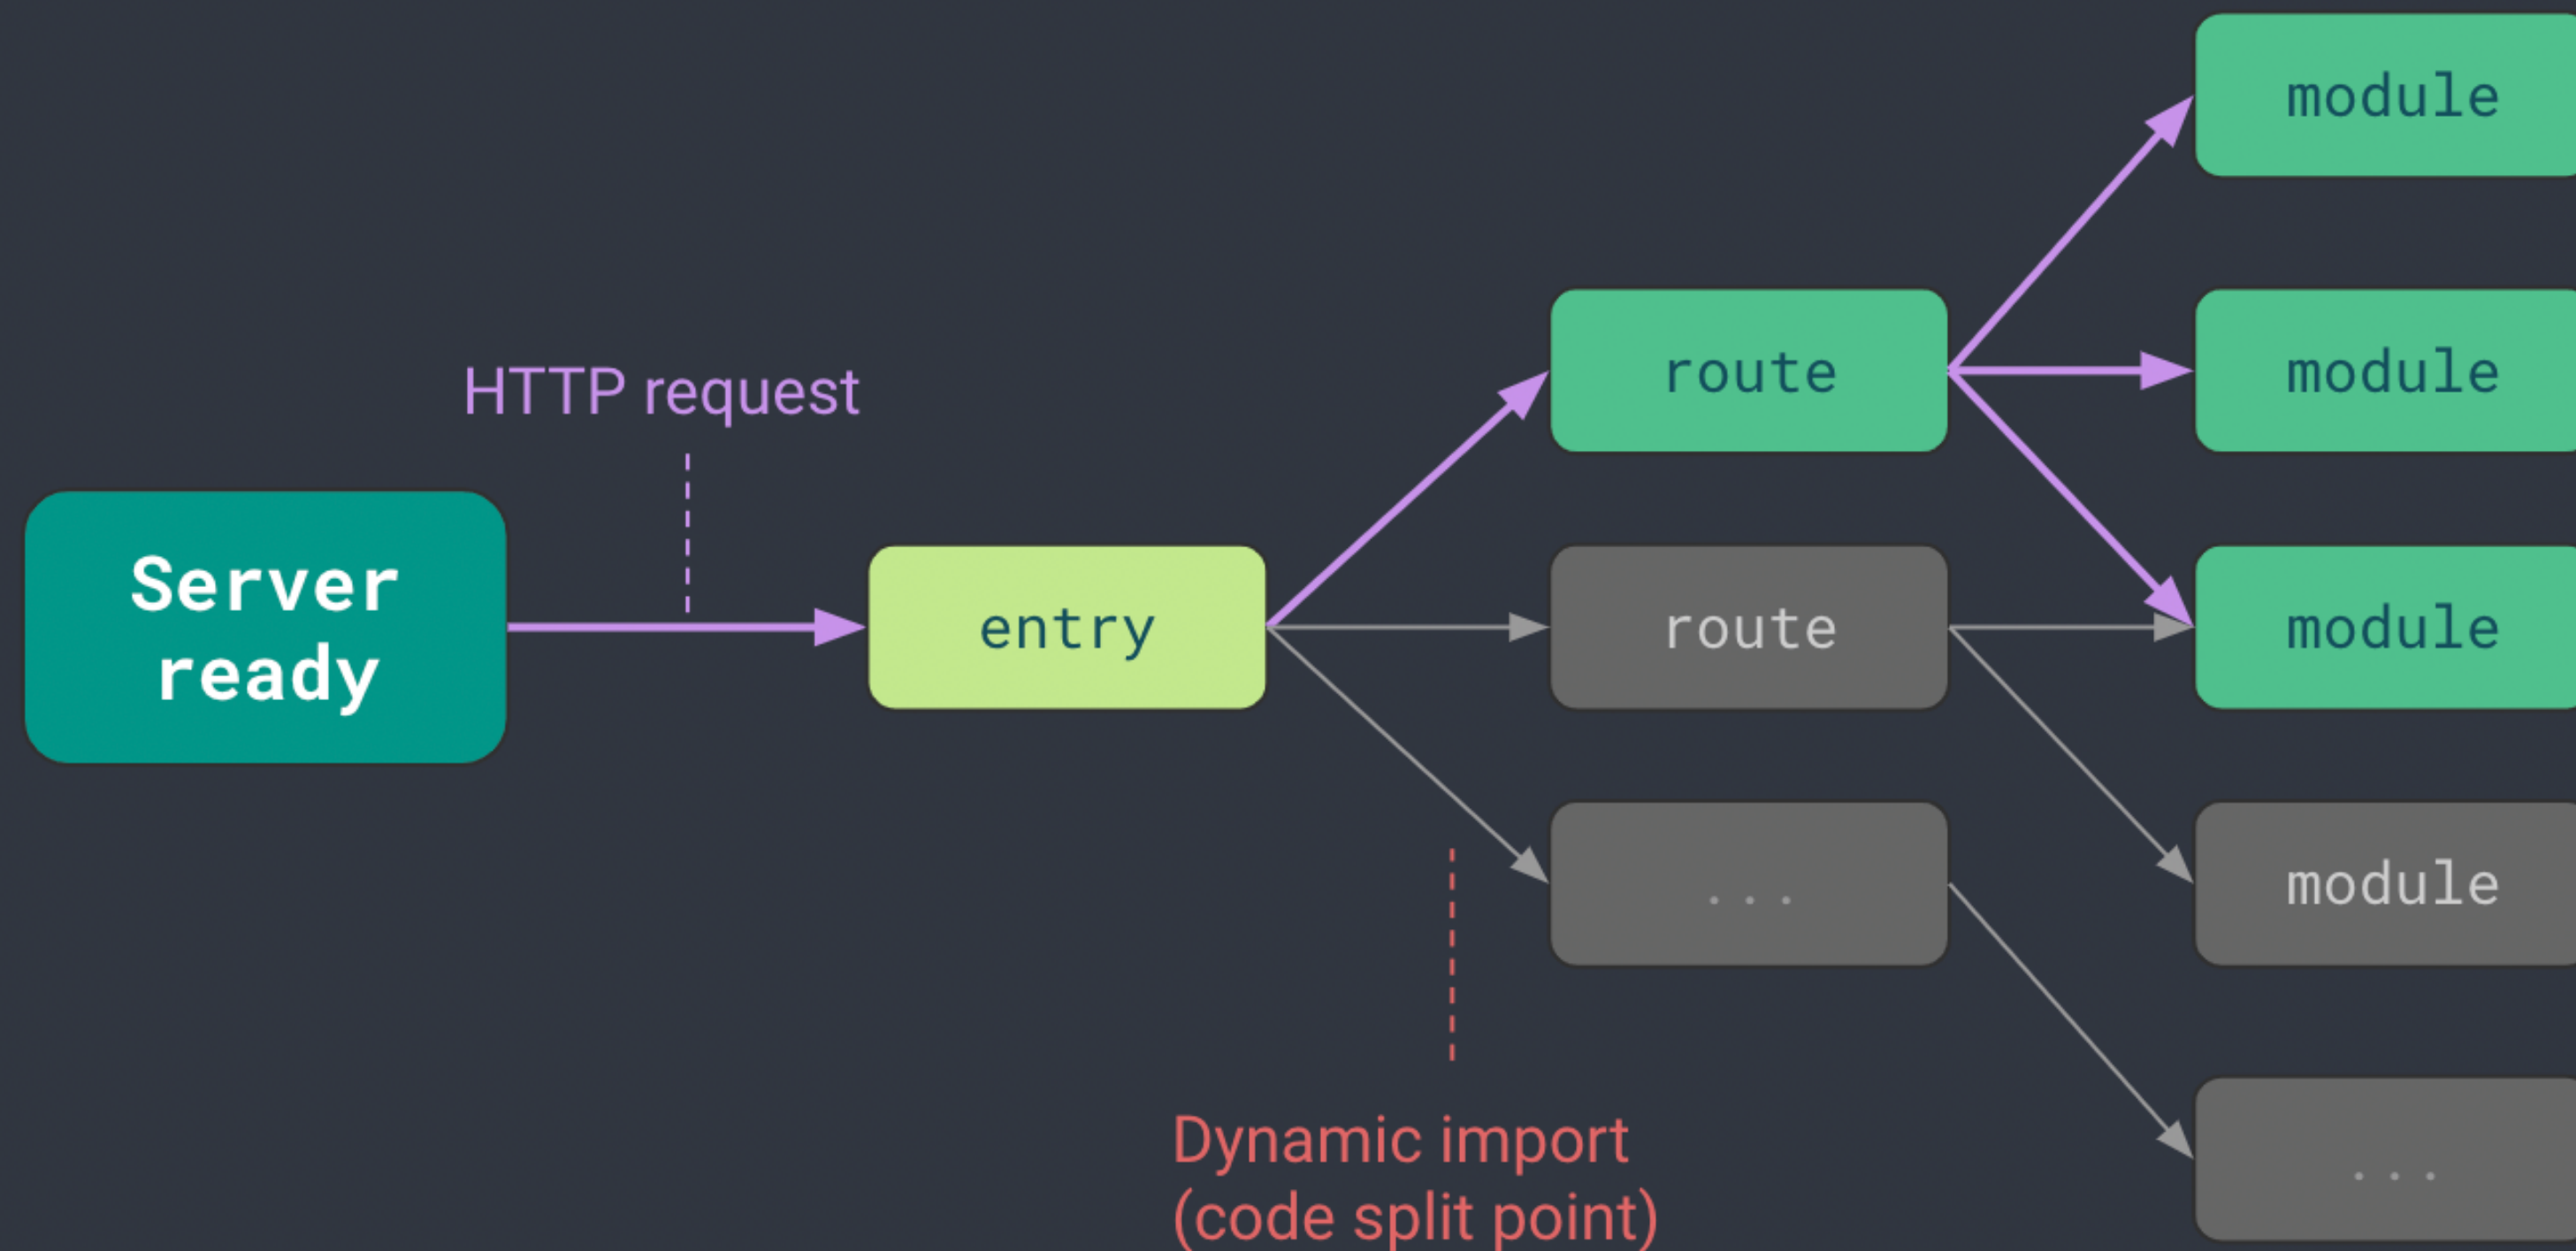 module
HTTP request
route
module
Server
ready
entry
route
module
...
module
Dynamic import
(code split point)
...